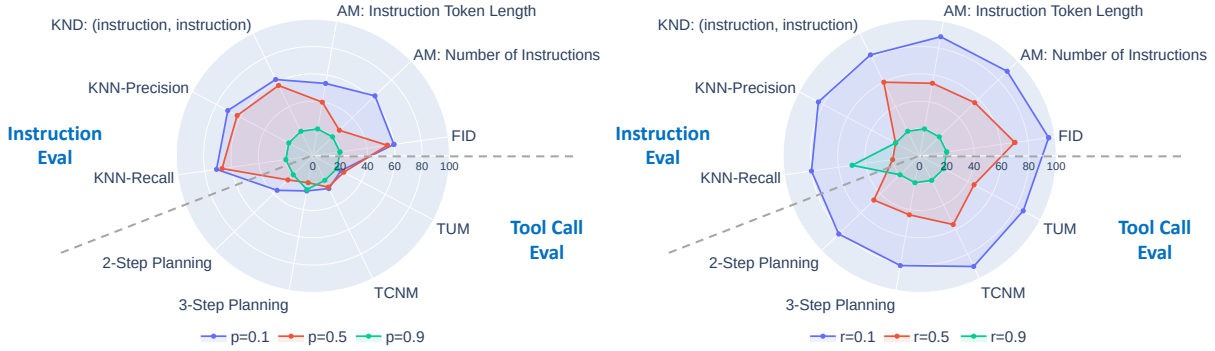 AM: Instruction Token Length
KND: (instruction, instruction)
AM: Number of Instructions
KNN-Precision
Instruction
Eval
FID
0 20 40 60 80 100
KNN-Recall
TUM
Tool Call
Eval
2-Step Planning
TCNM
3-Step Planning
p=0.1 p=0.5 p=0.9
AM: Instruction Token Length
KND: (instruction, instruction)
AM: Number of Instructions
KNN-Precision
Instruction
Eval
FID
0 20 40 60 80 100
KNN-Recall
TUM
Tool Call
Eval
2-Step Planning
TCNM
3-Step Planning
r=0.1 r=0.5 r=0.9